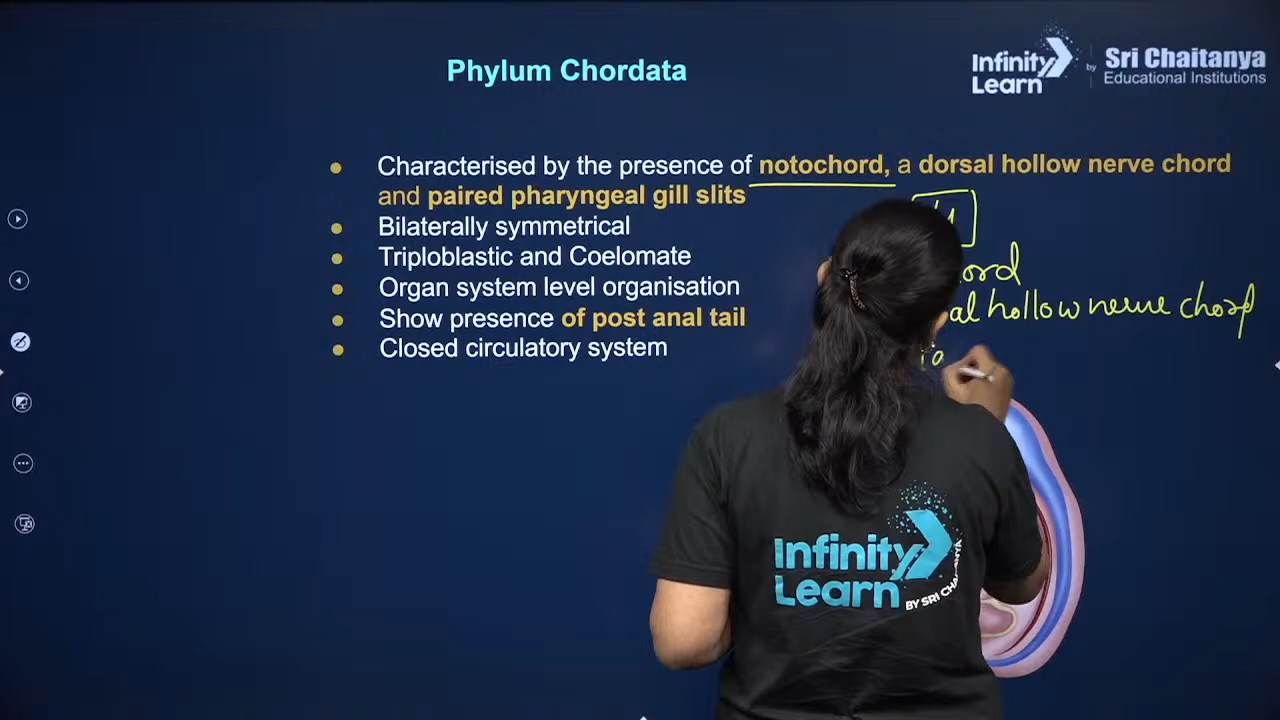 Phylum Chordata
Infinity Learn by Sri Chaitanya Educational Institutions
Characterised by the presence of notochord, a dorsal hollow nerve chord
and paired pharyngeal gill slits
Bilaterally symmetrical
Triploblastic and Coelomate
Organ system level organisation
Show presence of post anal tail
Closed circulatory system
hollow nerve chord
Infinity
Learn
BY SRI